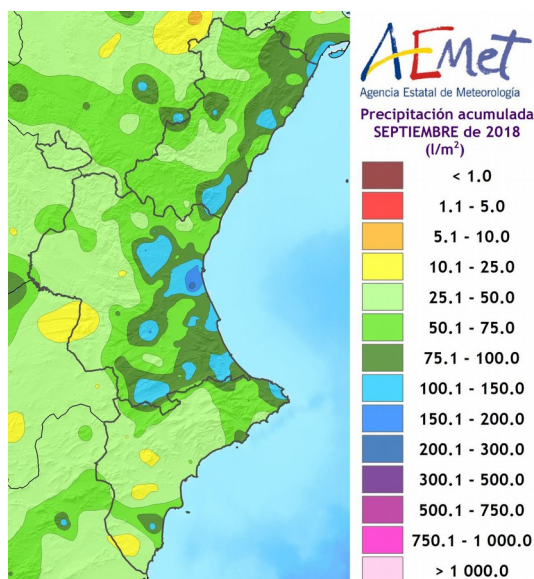 AEMet
Agencia Estatal de Meteorología
Precipitación acumulada
SEPTIEMBRE de 2018
(l/m²)
< 1.0
1.1 - 5.0
5.1 - 10.0
10.1 - 25.0
25.1 - 50.0
50.1 - 75.0
75.1 - 100.0
100.1 - 150.0
150.1 - 200.0
200.1 - 300.0
300.1 - 500.0
500.1 - 750.0
750.1 - 1 000.0
> 1 000.0